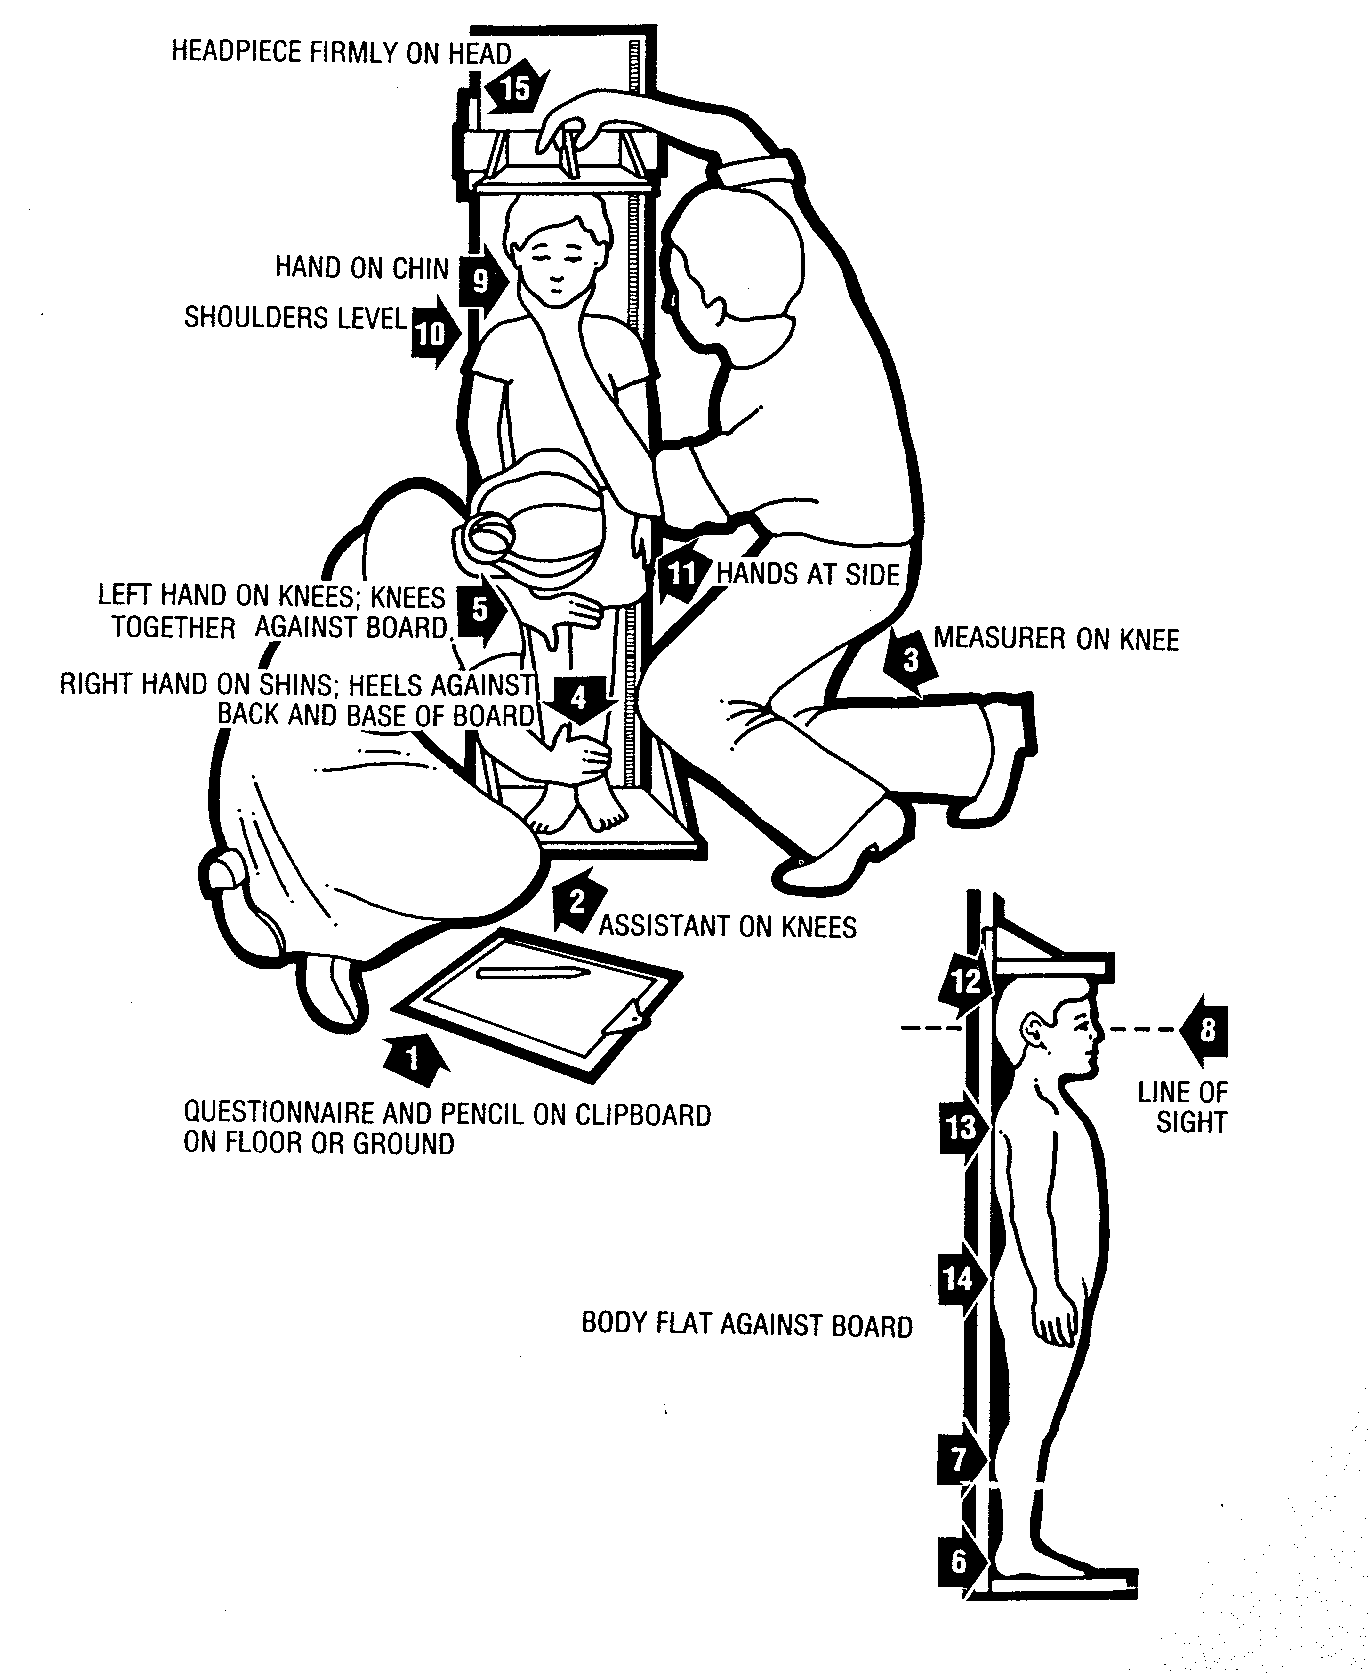 HEADPIECE FIRMLY ON HEAD
15
HAND ON CHIN
9
SHOULDERS LEVEL
10
LEFT HAND ON KNEES; KNEES
TOGETHER AGAINST BOARD
5
11
HANDS AT SIDE
3
MEASURER ON KNEE
RIGHT HAND ON SHINS; HEELS AGAINST
BACK AND BASE OF BOARD
4
2
ASSISTANT ON KNEES
1
QUESTIONNAIRE AND PENCIL ON CLIPBOARD
ON FLOOR OR GROUND
12
8
LINE OF
SIGHT
13
14
BODY FLAT AGAINST BOARD
7
6